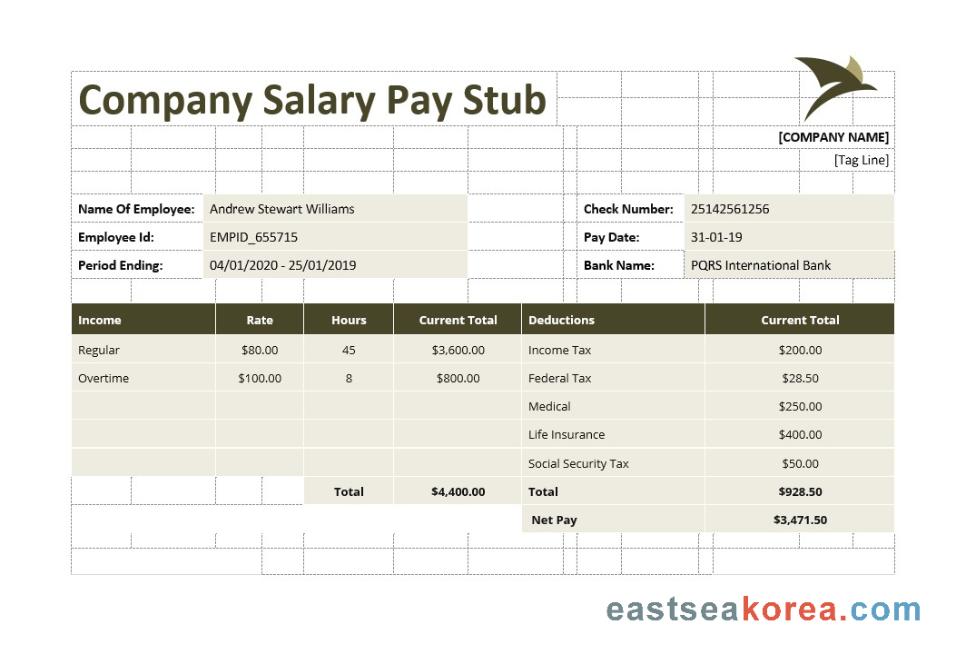 Company Salary Pay Stub
[COMPANY NAME]
[Tag Line]
Name Of Employee: Andrew Stewart Williams Check Number: 25142561256
Employee Id: EMPID_655715 Pay Date: 31-01-19
Period Ending: 04/01/2020 - 25/01/2019 Bank Name: PQRS International Bank
Income Rate Hours Current Total Deductions Current Total
Regular $80.00 45 $3,600.00 Income Tax $200.00
Overtime $100.00 8 $800.00 Federal Tax $28.50
Medical $250.00
Life Insurance $400.00
Social Security Tax $50.00
Total $4,400.00 Total $928.50
Net Pay $3,471.50
eastseakorea.com